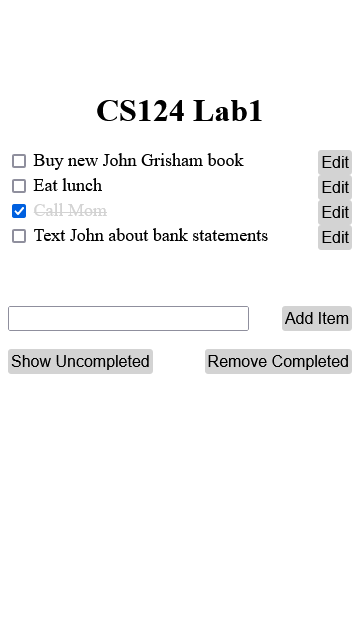 CS124 Lab1
Buy new John Grisham book Edit
Eat lunch Edit
Call Mom Edit
Text John about bank statements Edit
Add Item
Show Uncompleted Remove Completed